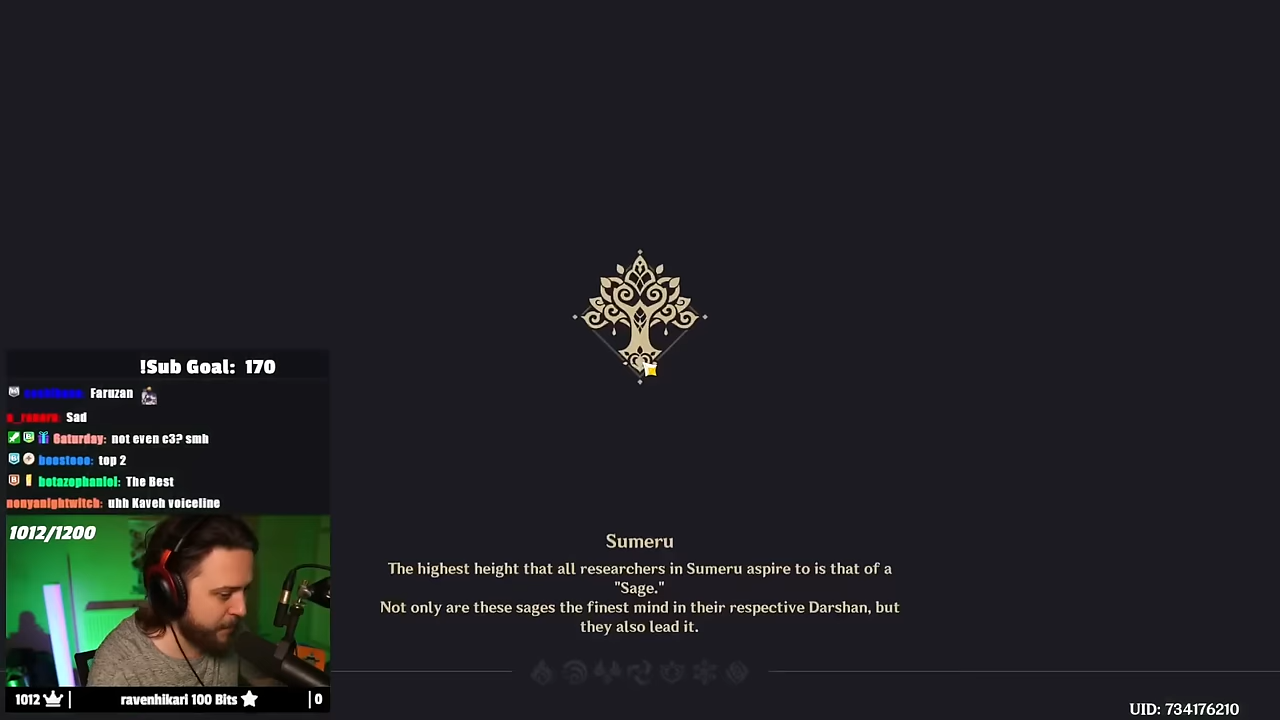 !Sub Goal: 170
Faruzan
Sad
6aturday: not even c3? smh
beesteee: top 2
The Best
nonyanightwitch: uhh Kaveh voiceline
1012/1200
1012
ravenhikari 100 Bits
0
Sumeru
The highest height that all researchers in Sumeru aspire to is that of a
"Sage."
Not only are these sages the finest mind in their respective Darshan, but
they also lead it.
UID: 734176210